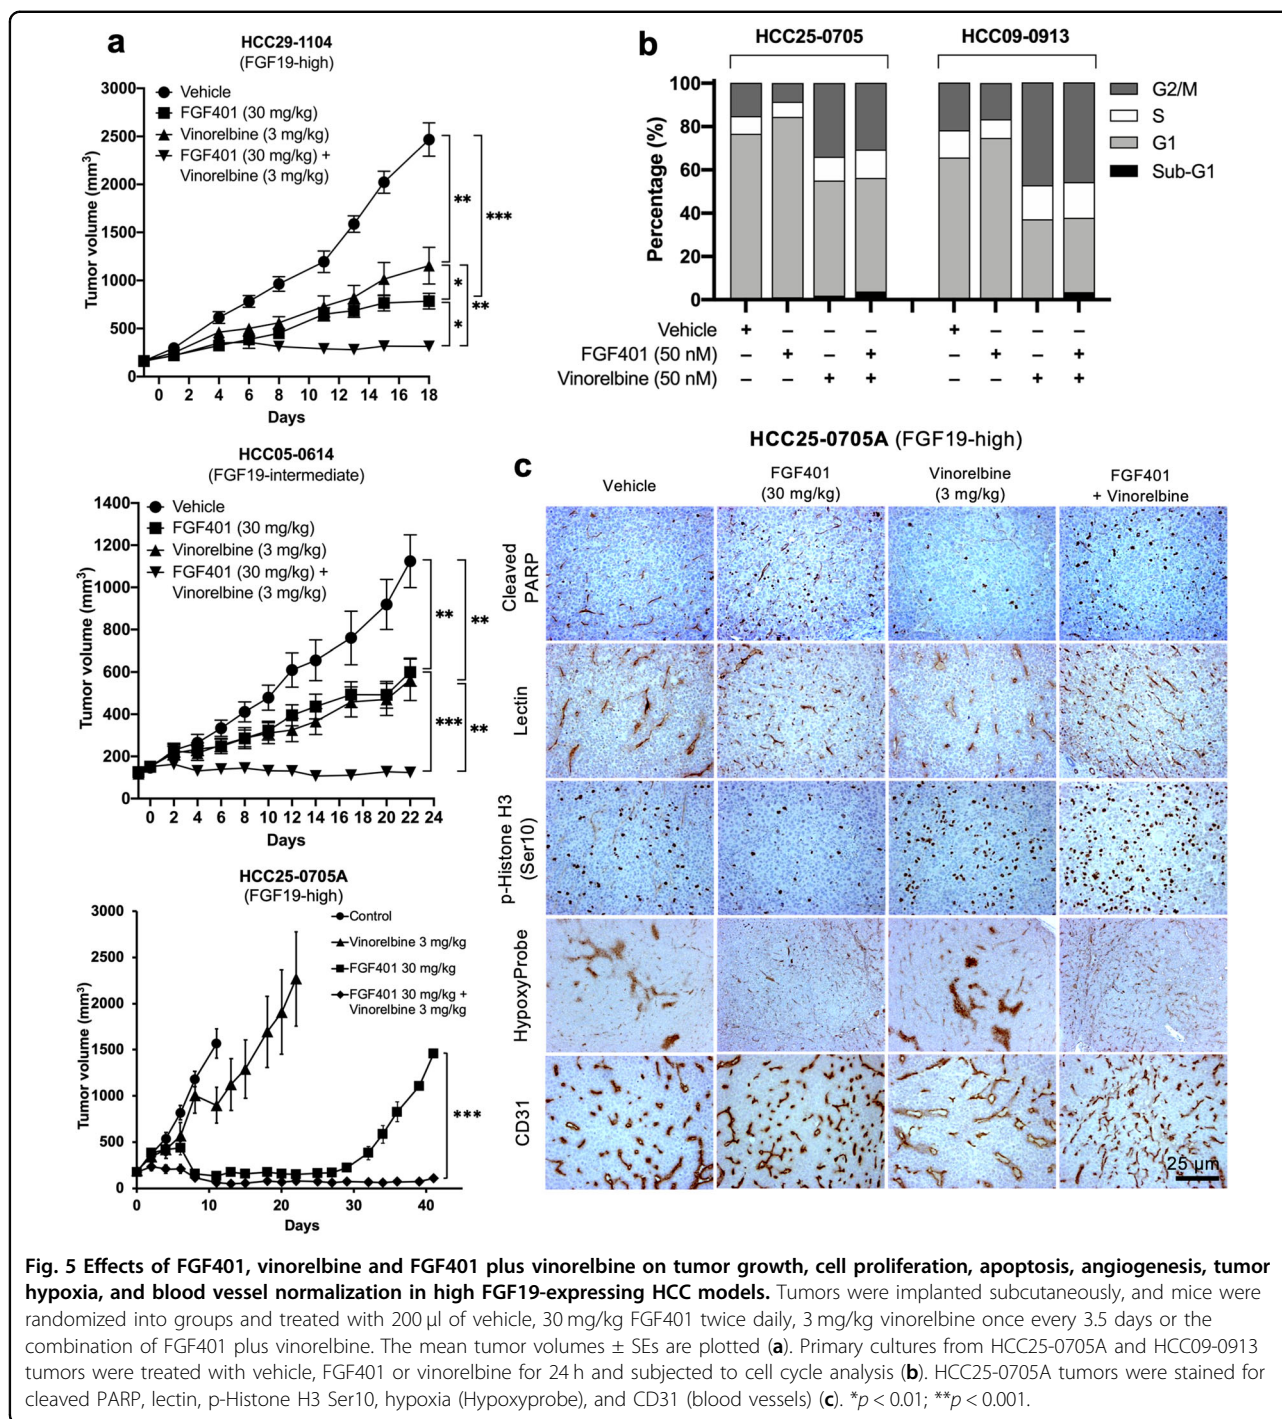 a
HCC29-1104
(FGF19-high)
Vehicle
FGF401 (30 mg/kg)
Vinorelbine (3 mg/kg)
FGF401 (30 mg/kg) +
Vinorelbine (3 mg/kg)
Tumor volume (mm³)
3000
2500
2000
1500
1000
500
0
** ***
* **
*
0 2 4 6 8 10 12 14 16 18
Days
HCC05-0614
(FGF19-intermediate)
Vehicle
FGF401 (30 mg/kg)
Vinorelbine (3 mg/kg)
FGF401 (30 mg/kg) +
Vinorelbine (3 mg/kg)
Tumor volume (mm³)
1400
1200
1000
800
600
400
200
0
** **
*** **
0 2 4 6 8 10 12 14 16 18 20 22 24
Days
HCC25-0705A
(FGF19-high)
Control
Vinorelbine 3 mg/kg
FGF401 30 mg/kg
FGF401 30 mg/kg +
Vinorelbine 3 mg/kg
Tumor volume (mm³)
3000
2500
2000
1500
1000
500
0
***
0 10 20 30 40
Days
b
HCC25-0705 HCC09-0913
Percentage (%)
100
80
60
40
20
0
G2/M
S
G1
Sub-G1
Vehicle + – – – + – – –
FGF401 (50 nM) – + – + – + – +
Vinorelbine (50 nM) – – + + – – + +
c
HCC25-0705A (FGF19-high)
Vehicle
FGF401
(30 mg/kg)
Vinorelbine
(3 mg/kg)
FGF401
+ Vinorelbine
Cleaved
PARP
Lectin
p-Histone H3
(Ser10)
HypoxyProbe
CD31
25 µm
Fig. 5 Effects of FGF401, vinorelbine and FGF401 plus vinorelbine on tumor growth, cell proliferation, apoptosis, angiogenesis, tumor
hypoxia, and blood vessel normalization in high FGF19-expressing HCC models. Tumors were implanted subcutaneously, and mice were
randomized into groups and treated with 200 µl of vehicle, 30 mg/kg FGF401 twice daily, 3 mg/kg vinorelbine once every 3.5 days or the
combination of FGF401 plus vinorelbine. The mean tumor volumes ± SEs are plotted (a). Primary cultures from HCC25-0705A and HCC09-0913
tumors were treated with vehicle, FGF401 or vinorelbine for 24 h and subjected to cell cycle analysis (b). HCC25-0705A tumors were stained for
cleaved PARP, lectin, p-Histone H3 Ser10, hypoxia (Hypoxyprobe), and CD31 (blood vessels) (c). *p < 0.01; **p < 0.001.